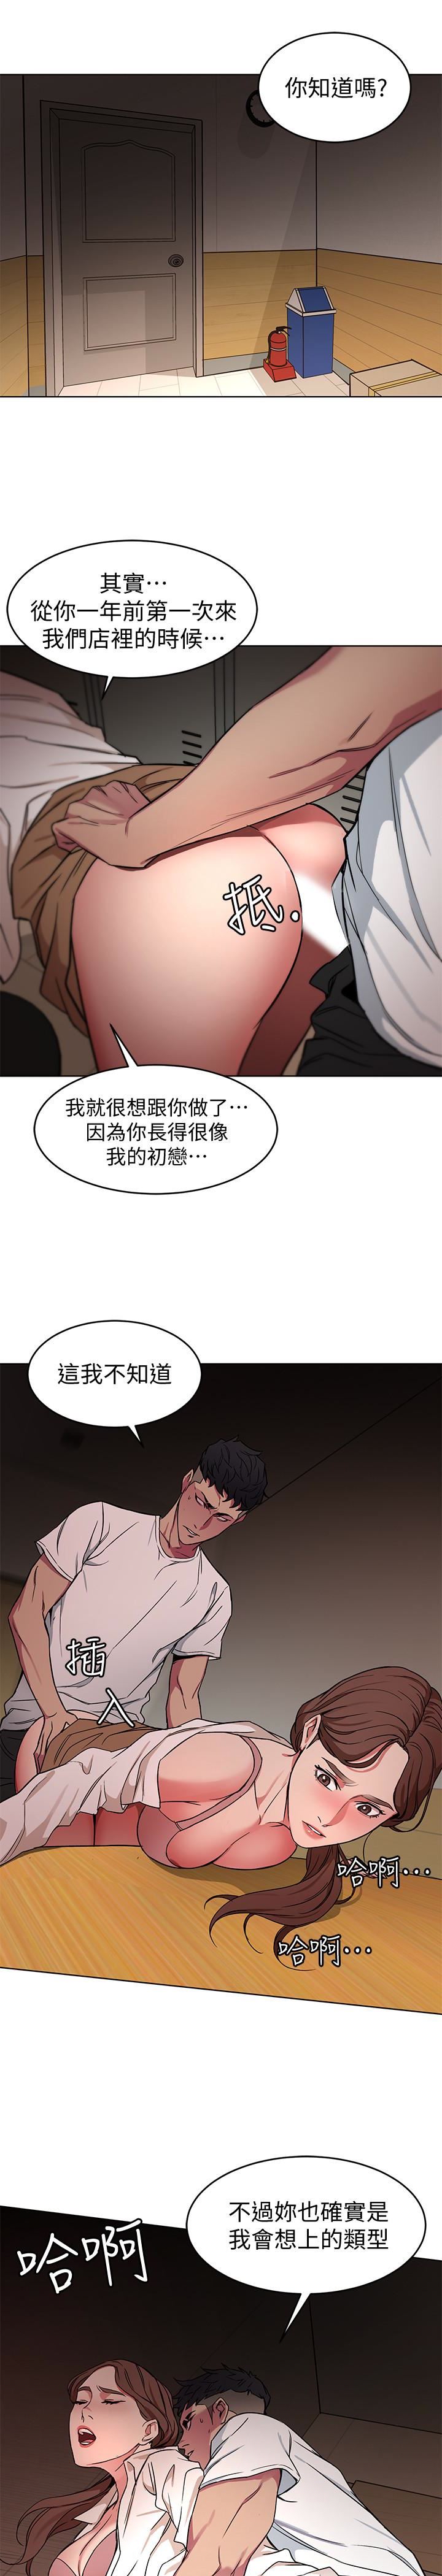 你知道嗎?
其實⋯
從你一年前第一次來
我們店裡的時候⋯
抵.
我就很想跟你做了⋯
因為你長得很像
我的初戀⋯
這我不知道
插
入
哈啊⋯
哈啊⋯
不過妳也確實是
我會想上的類型
哈啊